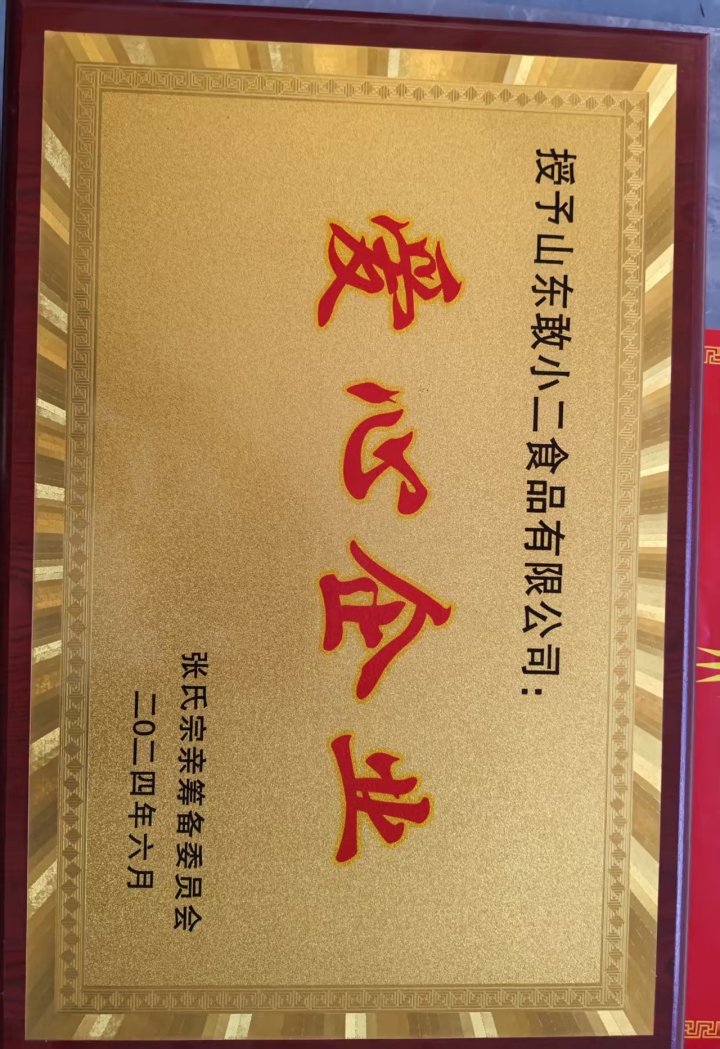 授予山东敢小二食品有限公司：
爱心企业
张氏宗亲筹备委员会
二0二四年六月